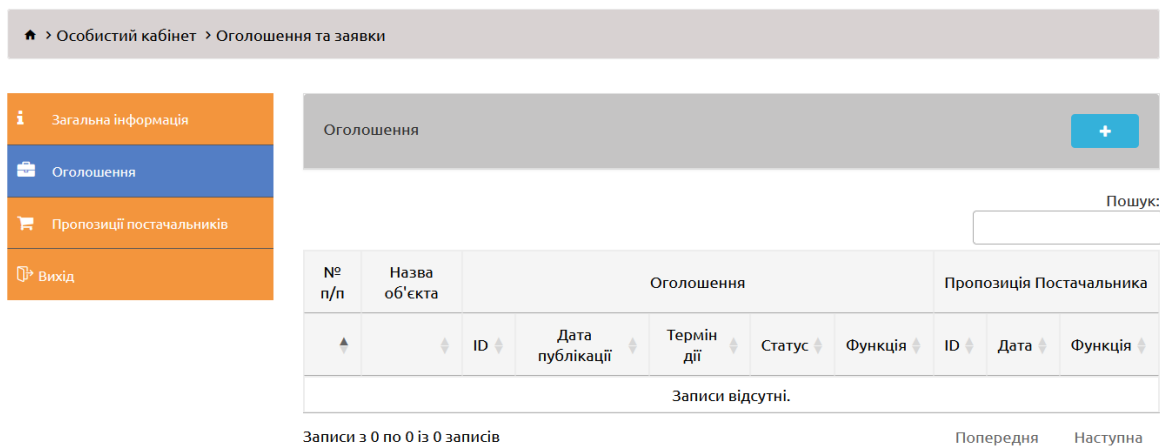 > Особистий кабінет > Оголошення та заявки
Загальна інформація
Оголошення
Пропозиції постачальників
Вихід
Оголошення
+
Пошук:
№ п/п
Назва об'єкта
Оголошення
Пропозиція Постачальника
ID
Дата публікації
Термін дії
Статус
Функція
ID
Дата
Функція
Записи відсутні.
Записи з 0 по 0 із 0 записів
Попередня
Наступна